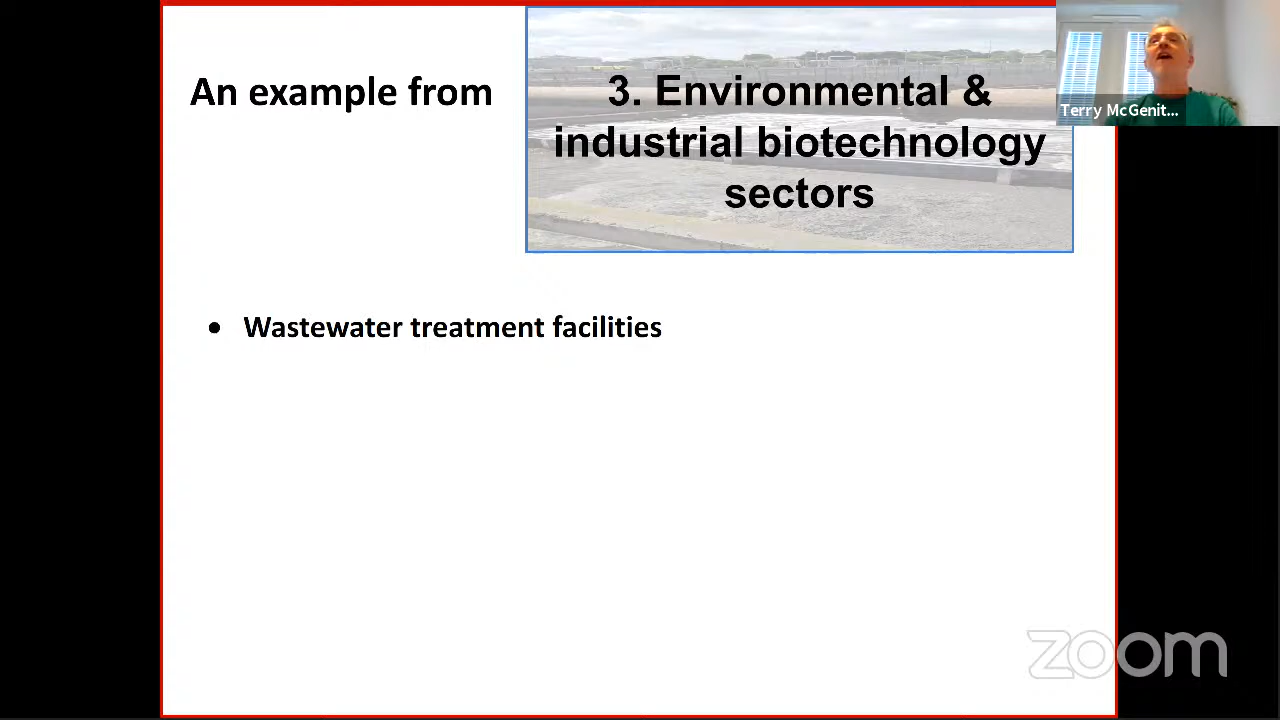 An example from
3. Environmental &
industrial biotechnology
sectors
Terry McGenit...
• Wastewater treatment facilities
zoom